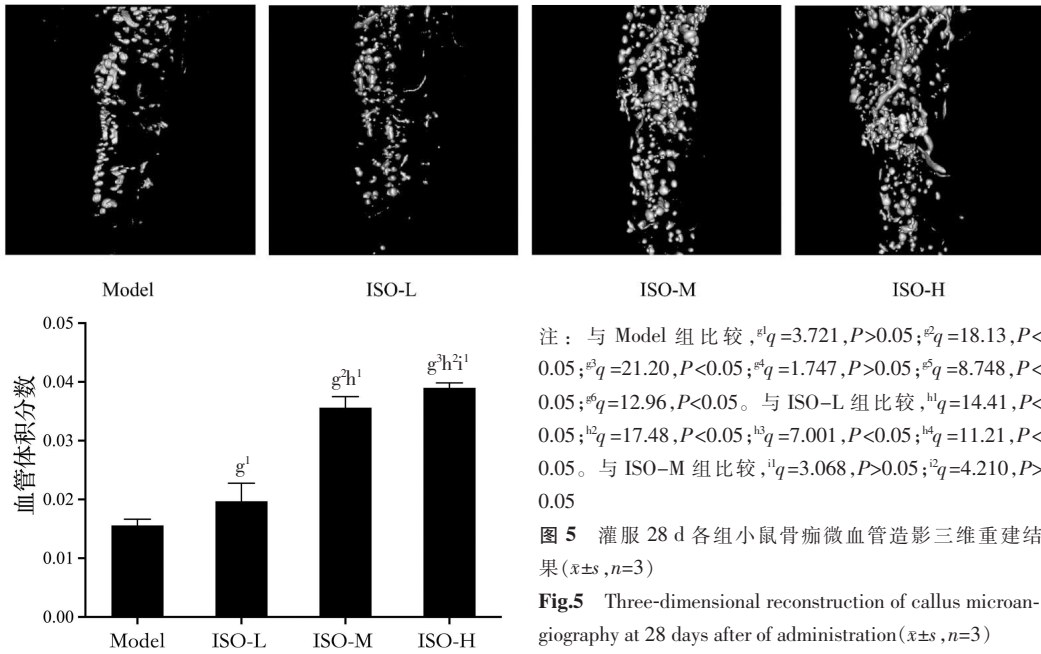 Model
ISO-L
ISO-M
ISO-H
血管体积分数
0.05
0.04
0.03
0.02
0.01
0.00
g¹
g²h¹
g³h²i¹
Model
ISO-L
ISO-M
ISO-H
注：与 Model 组比较,ᵍ¹q=3.721,P>0.05;ᵍ²q=18.13,P<
0.05;ᵍ³q=21.20,P<0.05;ᵍ⁴q=1.747,P>0.05;ᵍ⁵q=8.748,P<
0.05;ᵍ⁶q=12.96,P<0.05。与 ISO-L 组比较,ʰ¹q=14.41,P<
0.05;ʰ²q=17.48,P<0.05;ʰ³q=7.001,P<0.05;ʰ⁴q=11.21,P<
0.05。与 ISO-M 组比较,ⁱ¹q=3.068,P>0.05;ⁱ²q=4.210,P>
0.05
图 5 灌服 28 d 各组小鼠骨痂微血管造影三维重建结
果(x̄±s,n=3)
Fig.5 Three-dimensional reconstruction of callus microan-
giography at 28 days after of administration(x̄±s,n=3)